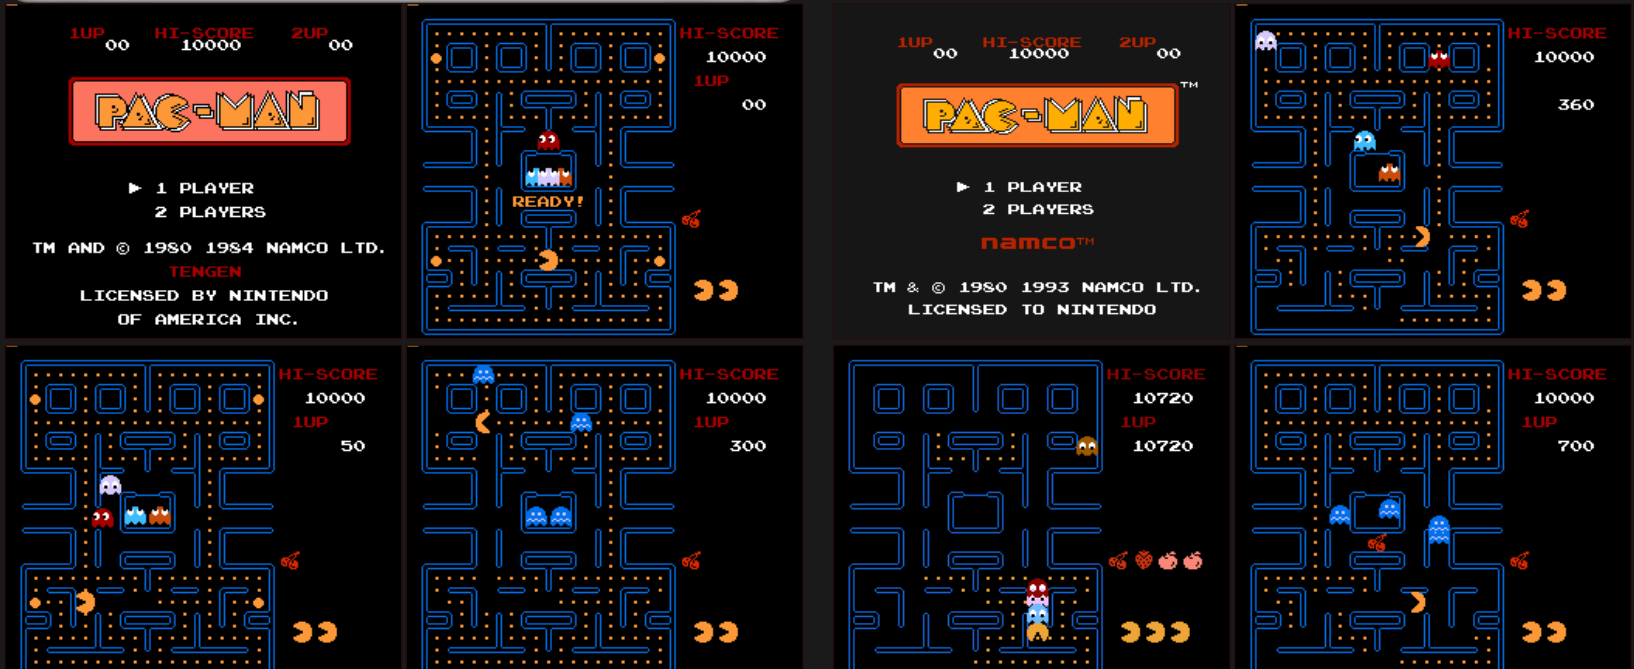 1UP HI-SCORE 2UP
00 10000 00
PAC-MAN
1 PLAYER
2 PLAYERS
TM AND © 1980 1984 NAMCO LTD.
TENGEN
LICENSED BY NINTENDO
OF AMERICA INC.
HI-SCORE
10000
1UP
00
READY!
1UP HI-SCORE 2UP
00 10000 00
PAC-MAN™
1 PLAYER
2 PLAYERS
namco™
TM & © 1980 1993 NAMCO LTD.
LICENSED TO NINTENDO
HI-SCORE
10000
360
HI-SCORE
10000
1UP
50
HI-SCORE
10000
1UP
300
HI-SCORE
10720
1UP
10720
HI-SCORE
10000
1UP
700